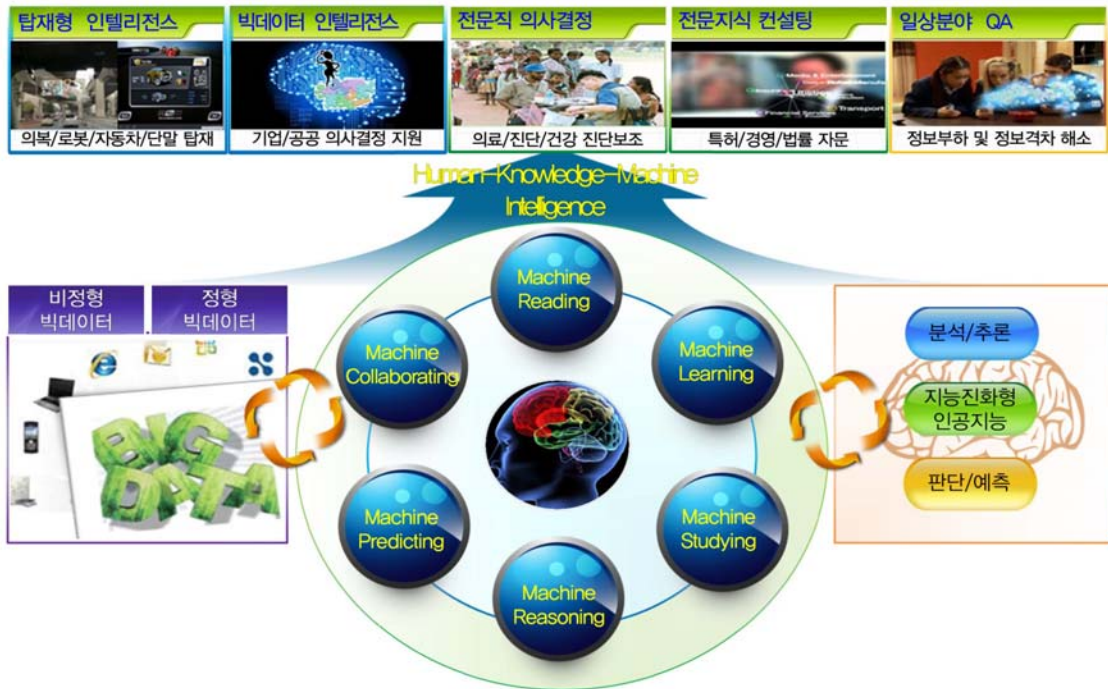 탑재형 인텔리전스
빅데이터 인텔리전스
전문직 의사결정
전문지식 컨설팅
일상분야 QA
Media & Entertainment
Transport
Financial Services
의복/로봇/자동차/단말 탑재
기업/공공 의사결정 지원
의료/진단/건강 진단보조
특허/경영/법률 자문
정보부하 및 정보격차 해소
Human-Knowledge-Machine
Intelligence
Machine
Reading
비정형
빅데이터
정형
빅데이터
Machine
Collaborating
Machine
Learning
분석/추론
지능진화형
인공지능
판단/예측
BIG
DATA
Machine
Predicting
Machine
Studying
Machine
Reasoning